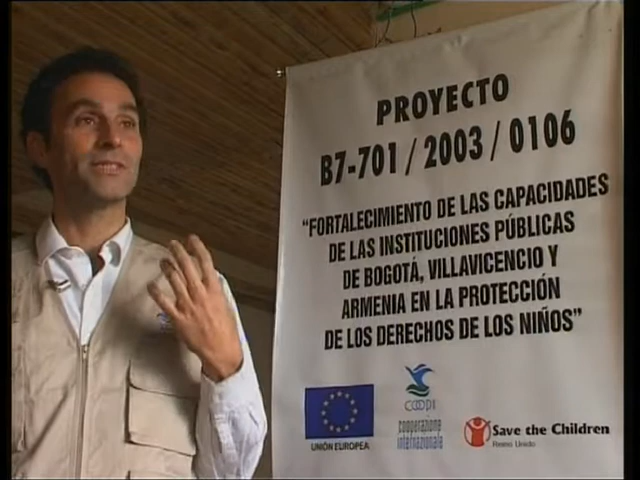 PROYECTO
B7-701 / 2003 / 0106
"FORTALECIMIENTO DE LAS CAPACIDADES
DE LAS INSTITUCIONES PÚBLICAS
DE BOGOTÁ, VILLAVICENCIO Y
ARMENIA EN LA PROTECCIÓN
DE LOS DERECHOS DE LOS NIÑOS"
UNIÓN EUROPEA
COOPI
cooperazione
internazionale
Save the Children
Reino Unido